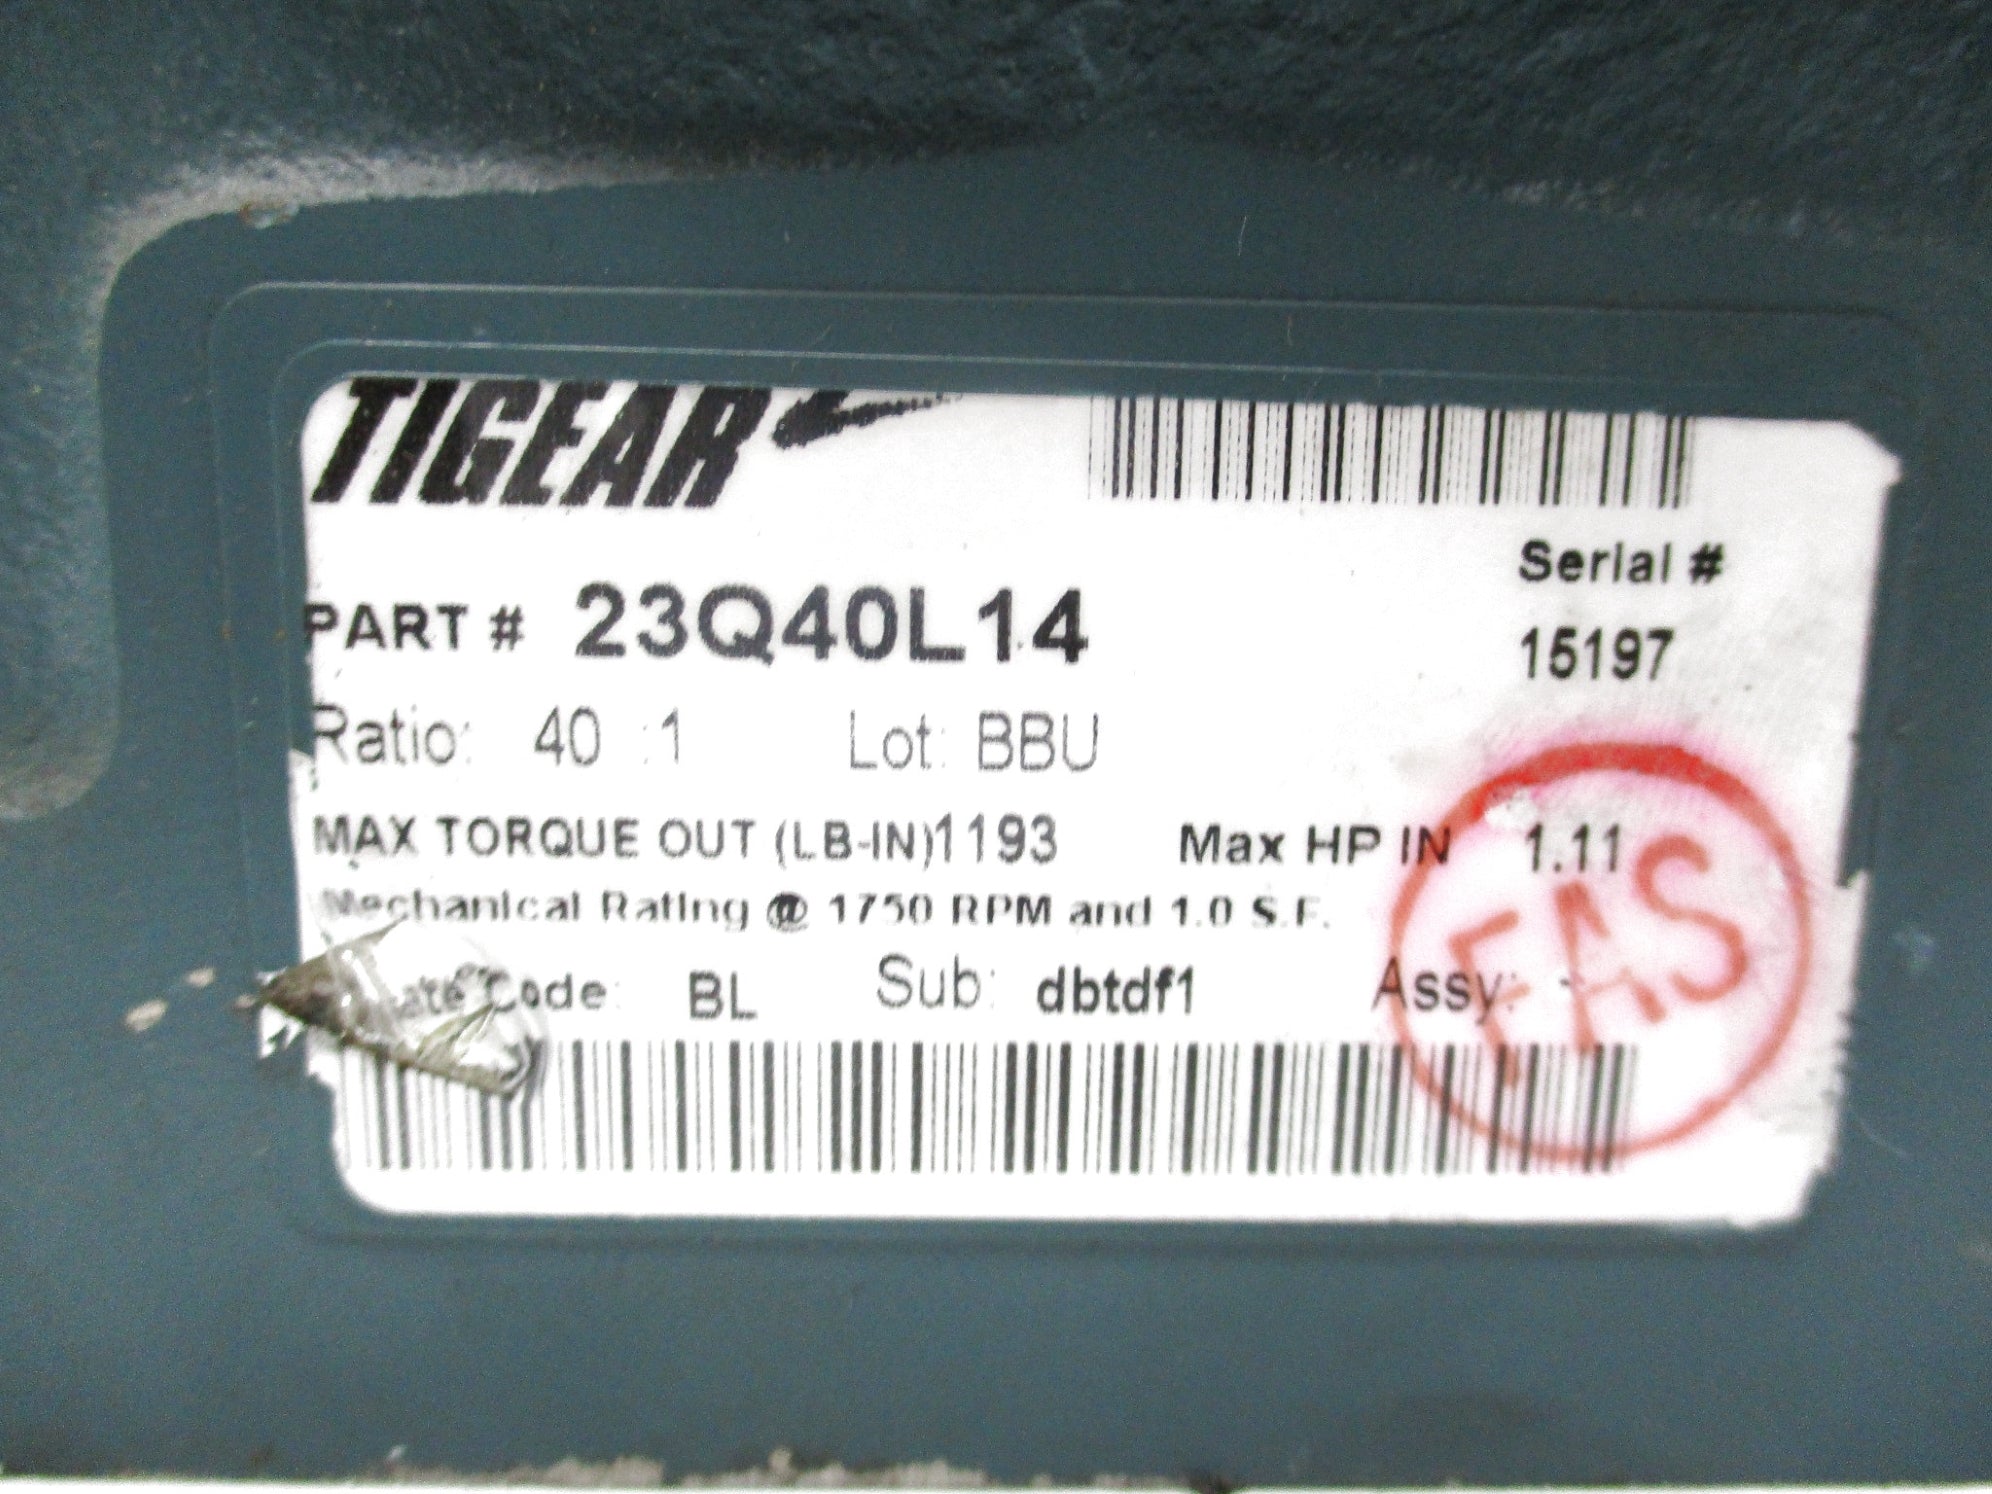 TIGEAR
Serial #
PART # 23Q40L14
15197
Ratio: 40 :1 Lot: BBU
MAX TORQUE OUT (LB-IN)1193 Max HP IN 1.11
Mechanical Rating @ 1750 RPM and 1.0 S.F.
Code: BL Sub: dbtdf1 Assy:
FAS